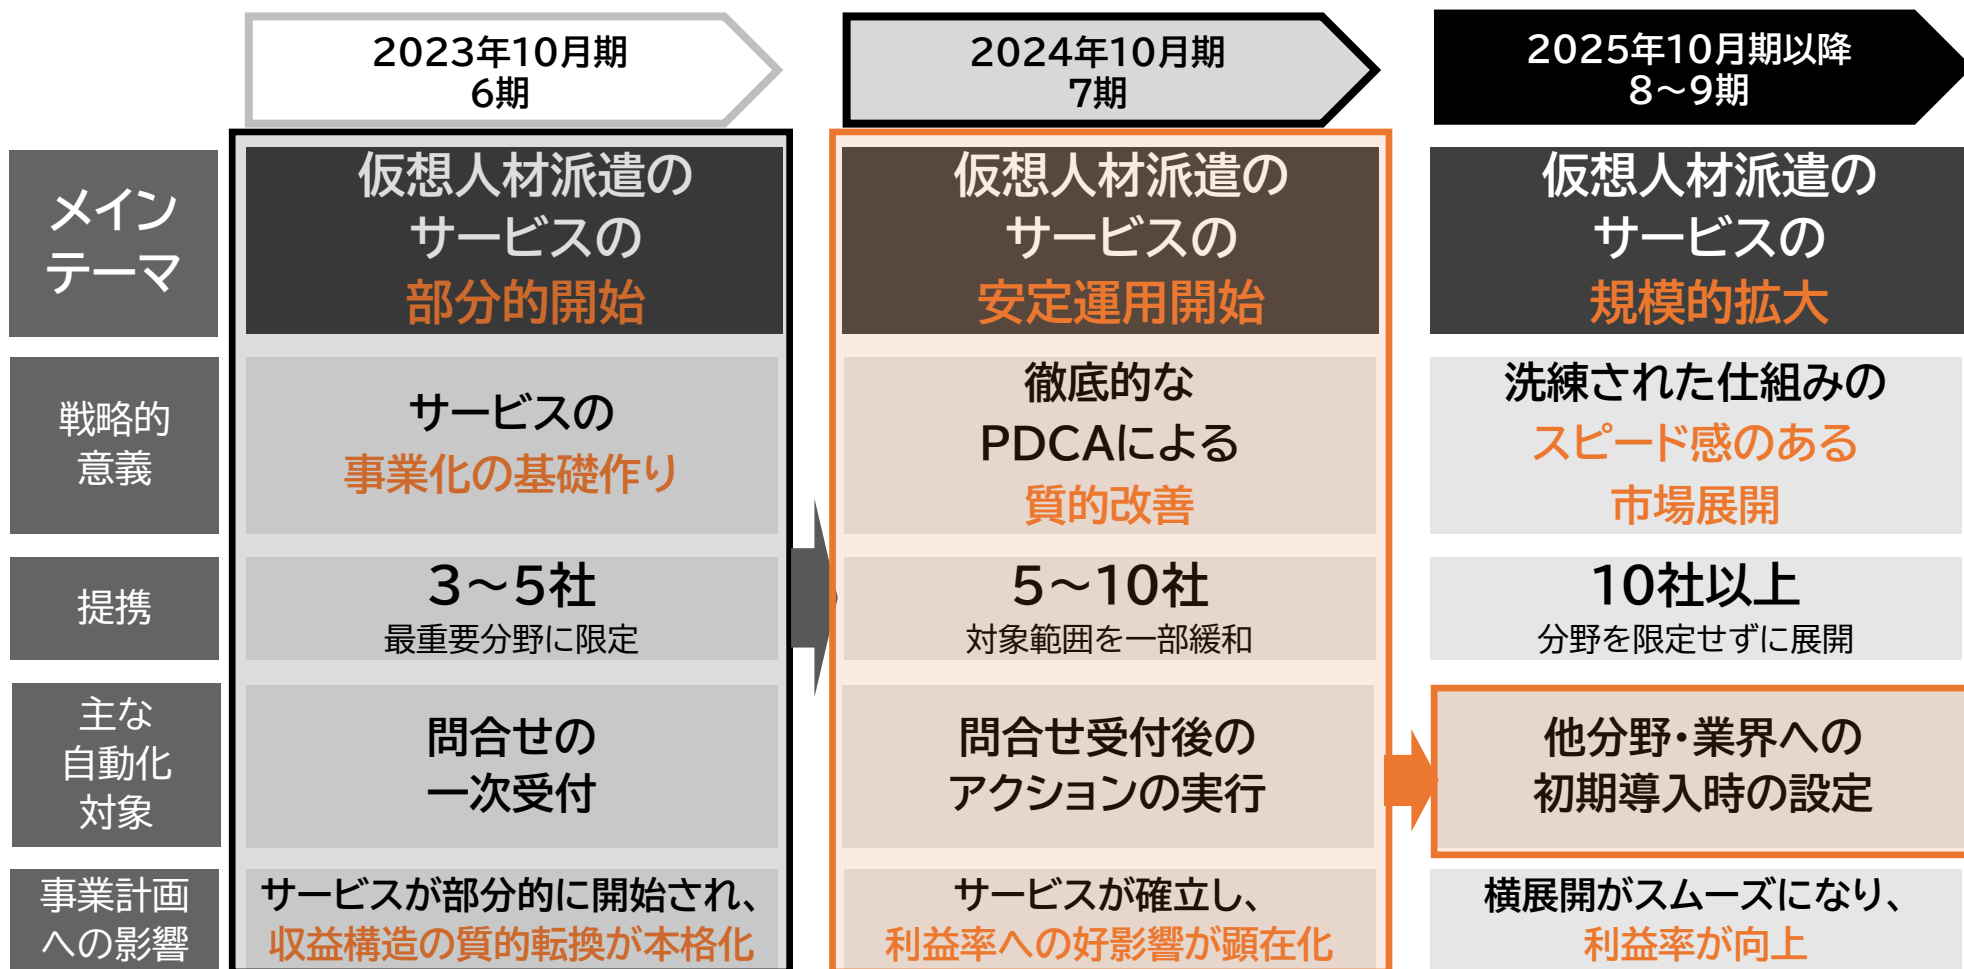 2023年10月期
6期
2024年10月期
7期
2025年10月期以降
8～9期
メイン
テーマ
仮想人材派遣の
サービスの
部分的開始
仮想人材派遣の
サービスの
安定運用開始
仮想人材派遣の
サービスの
規模的拡大
戦略的
意義
サービスの
事業化の基礎作り
徹底的な
PDCAによる
質的改善
洗練された仕組みの
スピード感のある
市場展開
提携
3～5社
最重要分野に限定
5～10社
対象範囲を一部緩和
10社以上
分野を限定せずに展開
主な
自動化
対象
問合せの
一次受付
問合せ受付後の
アクションの実行
他分野・業界への
初期導入時の設定
事業計画
への影響
サービスが部分的に開始され、
収益構造の質的転換が本格化
サービスが確立し、
利益率への好影響が顕在化
横展開がスムーズになり、
利益率が向上